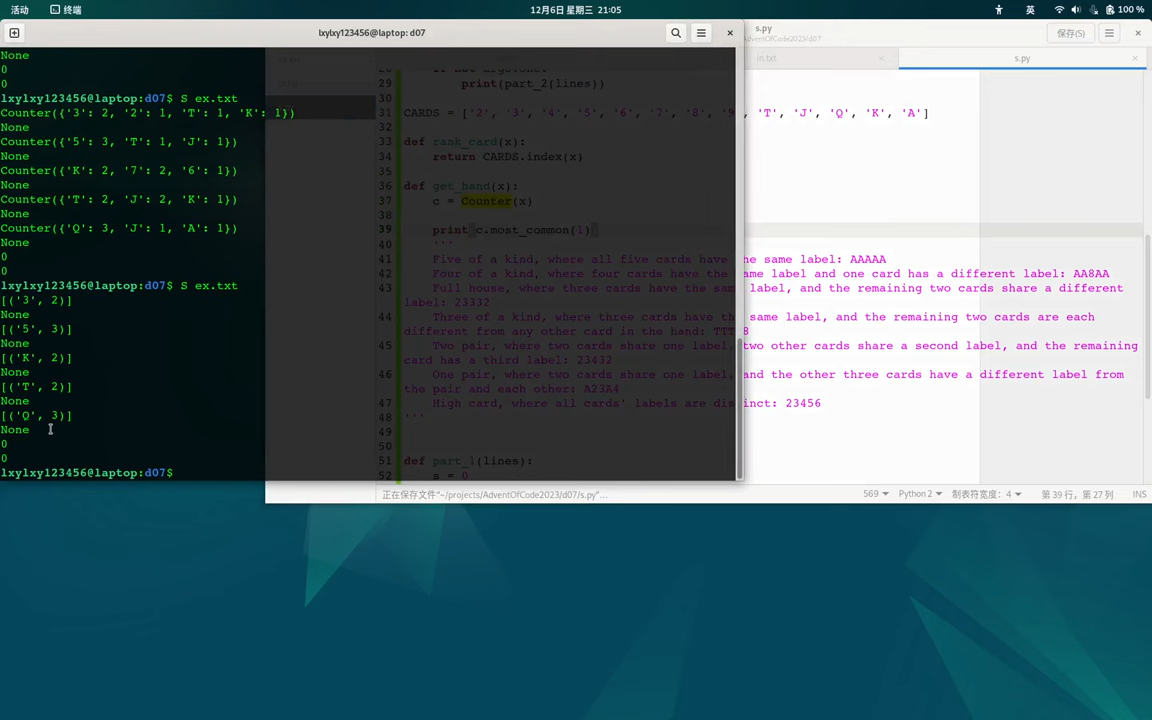 活动 终端 12月6日 星期三 21:05 英 100 %
lxylxy123456@laptop: d07
None
0
0
lxylxy123456@laptop:d07$ S ex.txt
Counter({'3': 2, '2': 1, 'T': 1, 'K': 1})
None
Counter({'5': 3, 'T': 1, 'J': 1})
None
Counter({'K': 2, '7': 2, '6': 1})
None
Counter({'T': 2, 'J': 2, 'K': 1})
None
Counter({'Q': 3, 'J': 1, 'A': 1})
None
0
0
lxylxy123456@laptop:d07$ S ex.txt
[('3', 2)]
None
[('5', 3)]
None
[('K', 2)]
None
[('T', 2)]
None
[('Q', 3)]
None
0
0
lxylxy123456@laptop:d07$
s.py
~/projects/AdventOfCode2023/d07
保存(S)
in.txt
s.py
29 print(part_2(lines))
30
31 CARDS = ['2', '3', '4', '5', '6', '7', '8', '9', 'T', 'J', 'Q', 'K', 'A']
32
33 def rank_card(x):
34 return CARDS.index(x)
35
36 def get_hand(x):
37 c = Counter(x)
38
39 print(c.most_common(1))
40 '''
41 Five of a kind, where all five cards have the same label: AAAAA
42 Four of a kind, where four cards have the same label and one card has a different label: AA8AA
43 Full house, where three cards have the same label, and the remaining two cards share a different
label: 23332
44 Three of a kind, where three cards have the same label, and the remaining two cards are each
different from any other card in the hand: TTT98
45 Two pair, where two cards share one label, two other cards share a second label, and the remaining
card has a third label: 23432
46 One pair, where two cards share one label, and the other three cards have a different label from
the pair and each other: A23A4
47 High card, where all cards' labels are distinct: 23456
48 '''
49
50
51 def part_1(lines):
52 s = 0
正在保存文件“~/projects/AdventOfCode2023/d07/s.py”… 569 Python 2 制表符宽度：4 第 39 行，第 27 列 INS